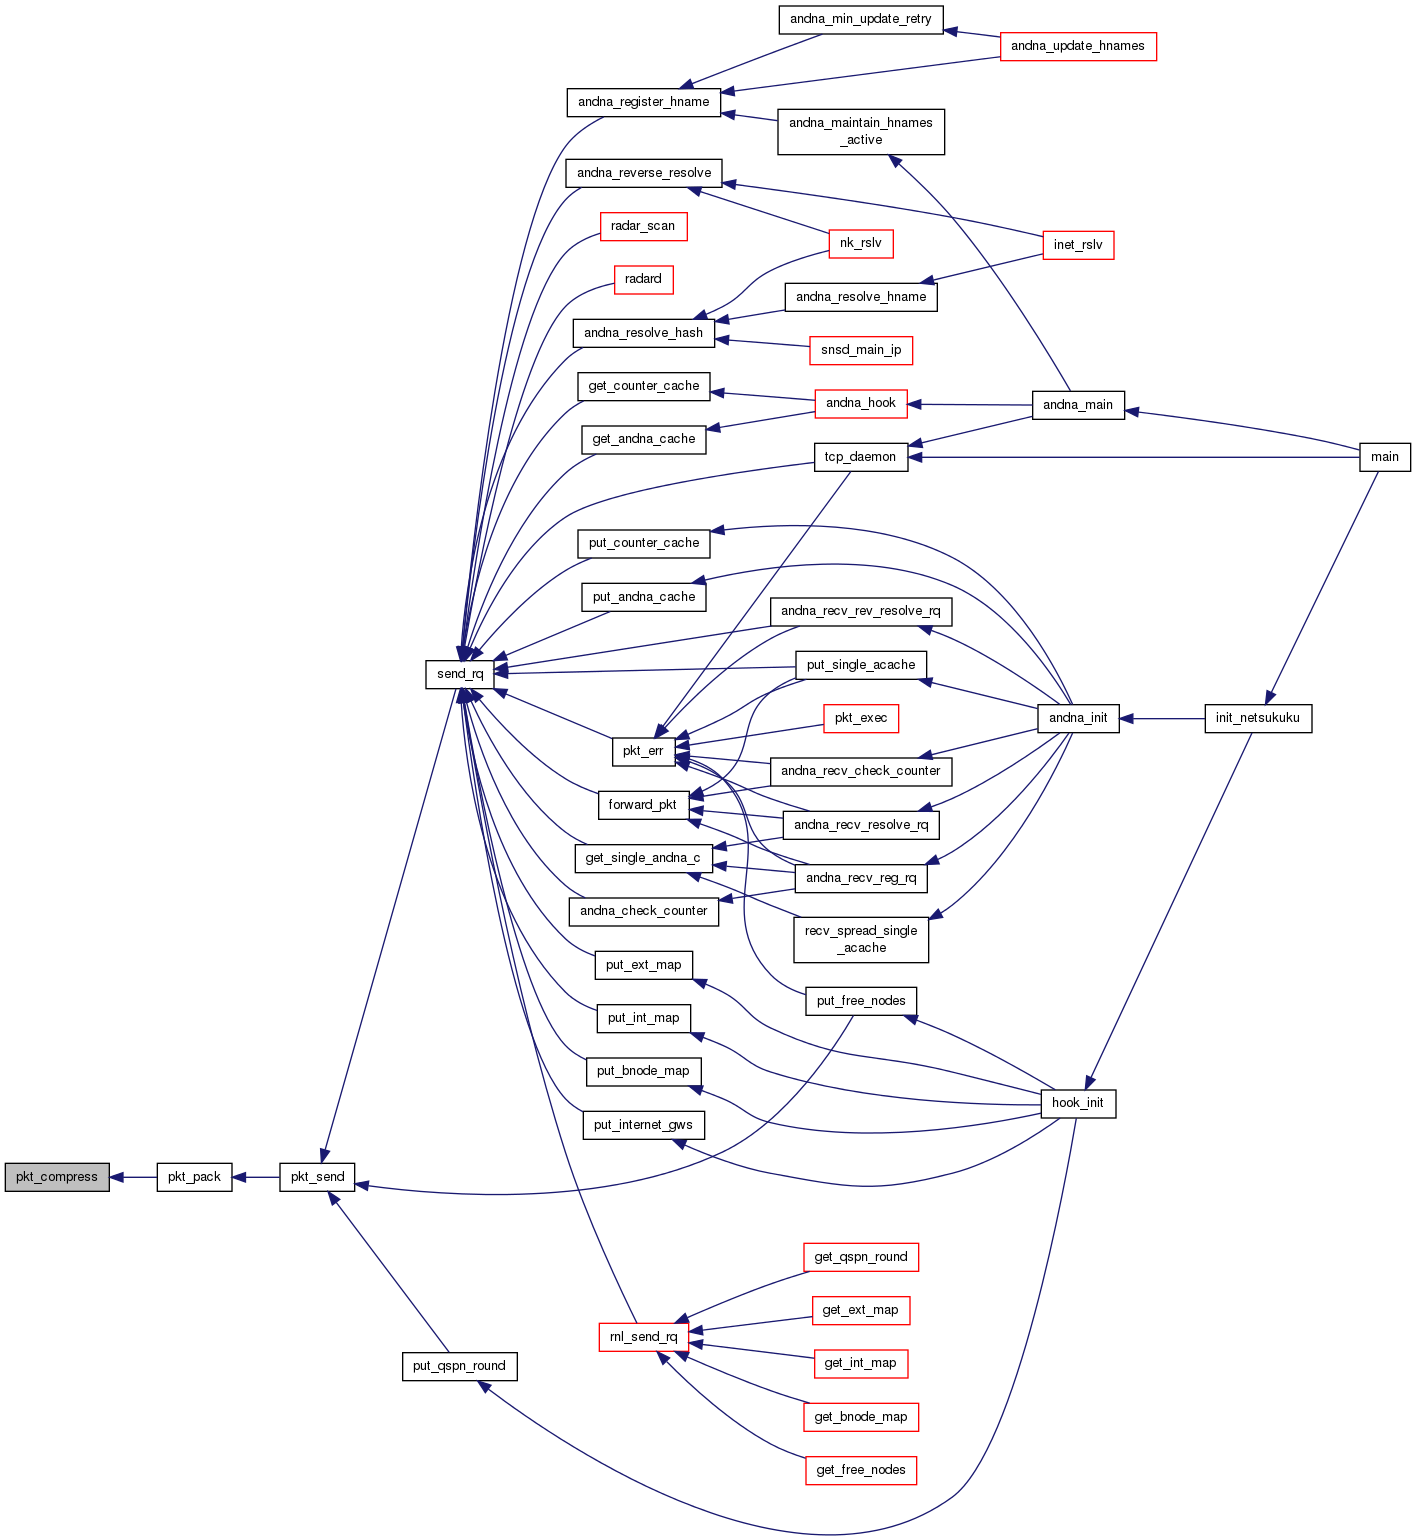 andna_min_update_retry
andna_update_hnames
andna_register_hname
andna_maintain_hnames
_active
andna_reverse_resolve
radar_scan
nk_rslv
inet_rslv
radard
andna_resolve_hname
andna_resolve_hash
snsd_main_ip
get_counter_cache
andna_hook
andna_main
get_andna_cache
tcp_daemon
main
put_counter_cache
put_andna_cache
andna_recv_rev_resolve_rq
send_rq
put_single_acache
pkt_exec
andna_init
init_netsukuku
pkt_err
andna_recv_check_counter
forward_pkt
andna_recv_resolve_rq
get_single_andna_c
andna_recv_reg_rq
andna_check_counter
recv_spread_single
_acache
put_ext_map
put_free_nodes
put_int_map
put_bnode_map
hook_init
put_internet_gws
pkt_compress
pkt_pack
pkt_send
get_qspn_round
get_ext_map
rnl_send_rq
get_int_map
put_qspn_round
get_bnode_map
get_free_nodes